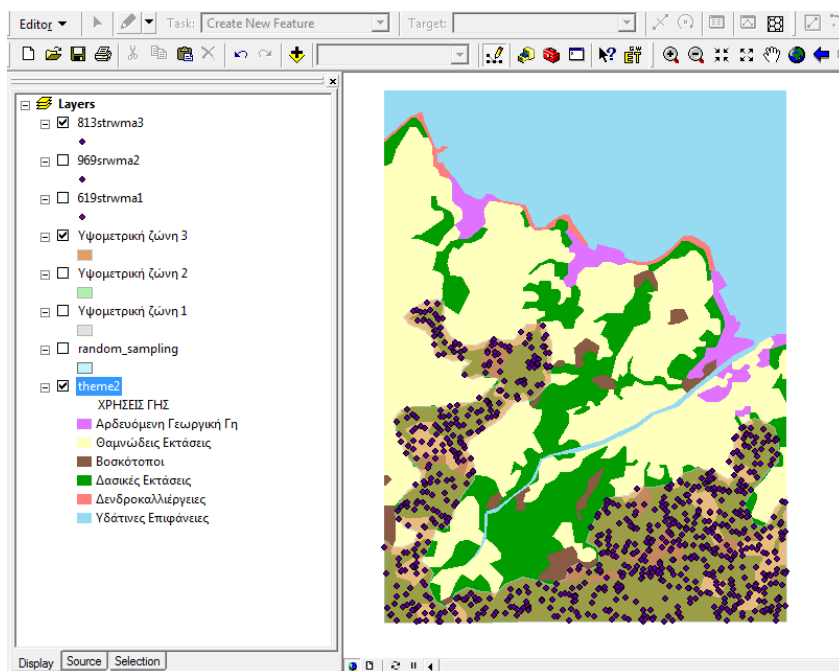 Editor
Task: Create New Feature
Target:
Layers
813strwma3
969srwma2
619strwma1
Υψομετρική ζώνη 3
Υψομετρική ζώνη 2
Υψομετρική ζώνη 1
random_sampling
theme2
ΧΡΗΣΕΙΣ ΓΗΣ
Αρδευόμενη Γεωργική Γη
Θαμνώδεις Εκτάσεις
Βοσκότοποι
Δασικές Εκτάσεις
Δενδροκαλλιέργειες
Υδάτινες Επιφάνειες
Display Source Selection